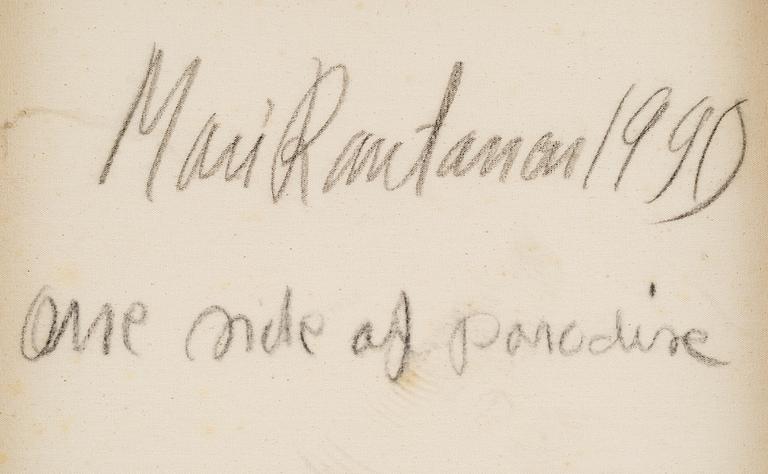 Mari Rantanen 1990
one side of paradise